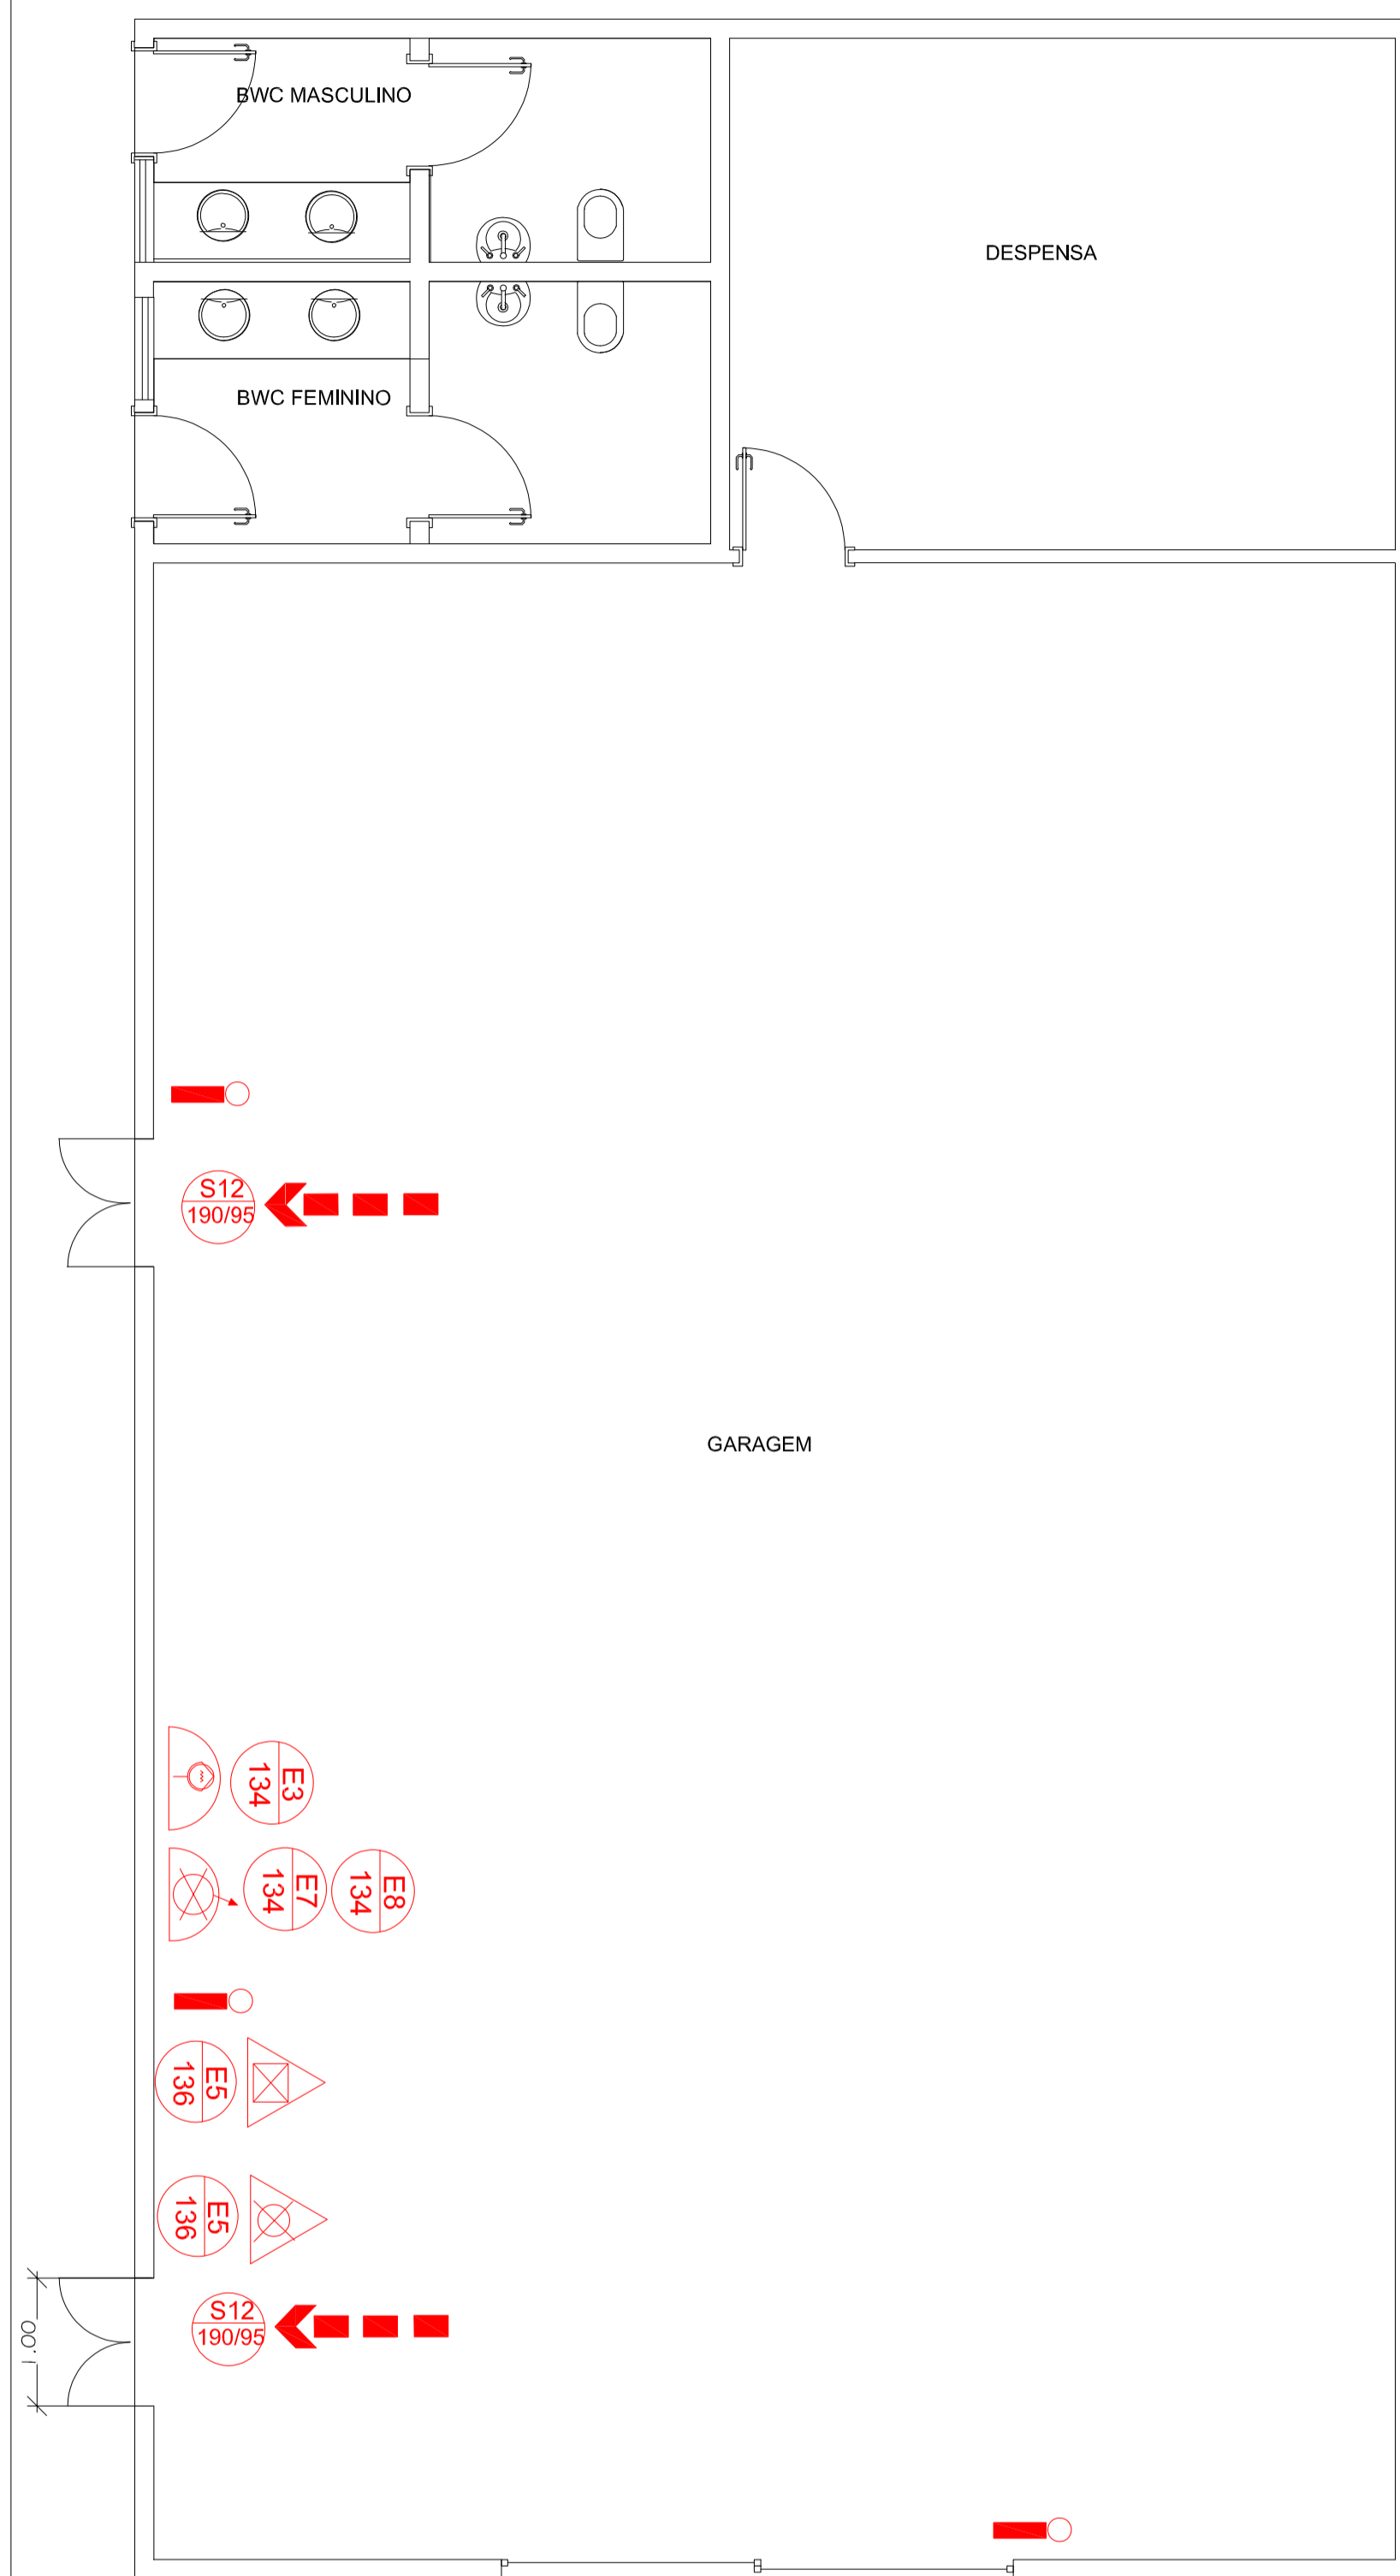 BWC MASCULINO
DESPENSA
BWC FEMININO
S12
190/95
GARAGEM
E3
134
E7
134
E8
134
E5
136
E5
136
S12
190/95
1.00